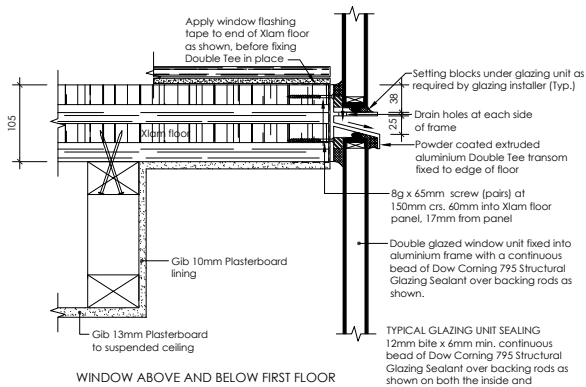 Apply window flashing
tape to end of Xlam floor
as shown, before fixing
Double Tee in place
Setting blocks under glazing unit as
required by glazing installer (Typ.)
38
105
Drain holes at each side
of frame
25
Xlam floor
Powder coated extruded
aluminium Double Tee transom
fixed to edge of floor
8g x 65mm screw (pairs) at
150mm crs. 60mm into Xlam floor
panel, 17mm from panel
Double glazed window unit fixed into
aluminium frame with a continuous
bead of Dow Corning 795 Structural
Glazing Sealant over backing rods as
shown.
Gib 10mm Plasterboard
lining
Gib 13mm Plasterboard
to suspended ceiling
TYPICAL GLAZING UNIT SEALING
12mm bite x 6mm min. continuous
bead of Dow Corning 795 Structural
Glazing Sealant over backing rods as
shown on both the inside and
WINDOW ABOVE AND BELOW FIRST FLOOR